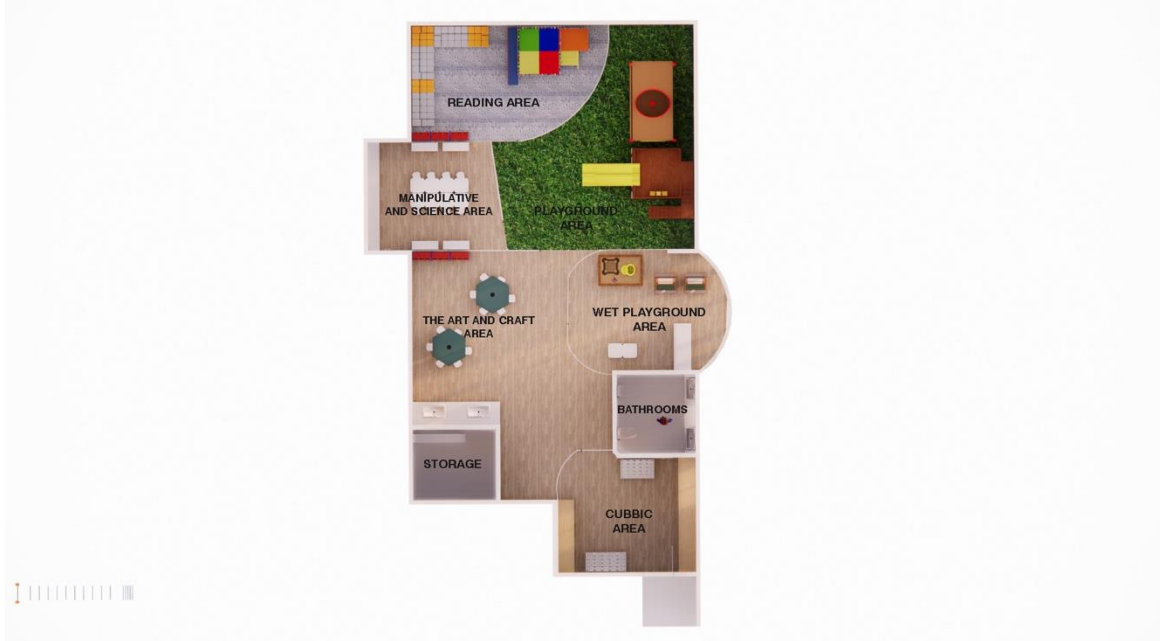 READING AREA
MANIPULATIVE
AND SCIENCE AREA
PLAYGROUND
AREA
THE ART AND CRAFT
AREA
WET PLAYGROUND
AREA
BATHROOMS
STORAGE
CUBBIC
AREA